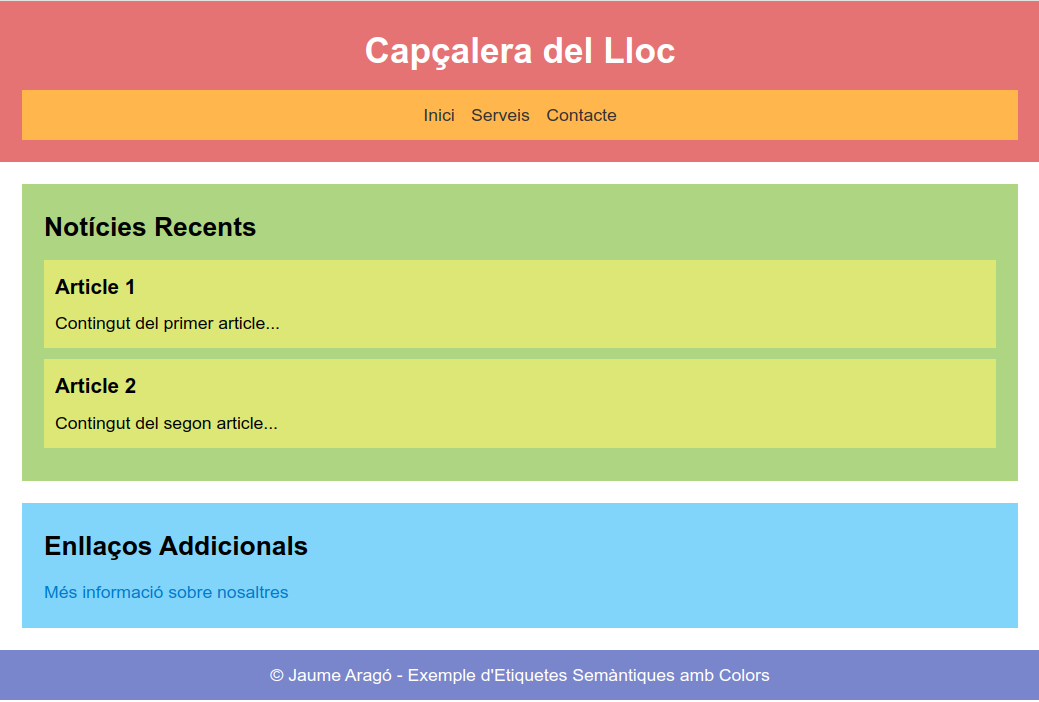 Capçalera del Lloc
Inici Serveis Contacte
Notícies Recents
Article 1
Contingut del primer article...
Article 2
Contingut del segon article...
Enllaços Addicionals
Més informació sobre nosaltres
© Jaume Aragó - Exemple d'Etiquetes Semàntiques amb Colors